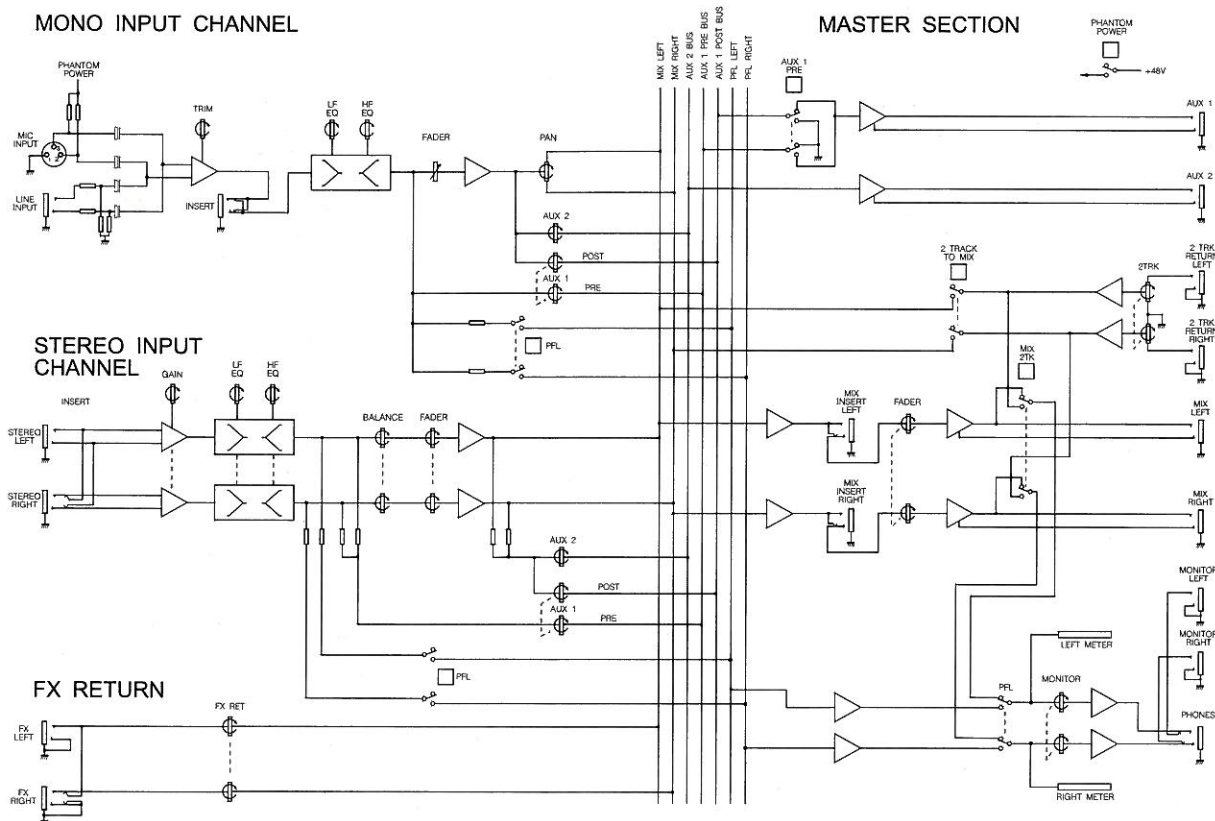 MONO INPUT CHANNEL
PHANTOM
POWER
MIC
INPUT
LINE
INPUT
TRIM
INSERT
LF
EQ
HF
EQ
FADER
PAN
AUX 2
POST
AUX 1
PRE
PFL
STEREO INPUT
CHANNEL
INSERT
GAIN
LF
EQ
HF
EQ
BALANCE
FADER
STEREO
LEFT
STEREO
RIGHT
AUX 2
POST
AUX 1
PRE
PFL
FX RETURN
FX
LEFT
FX
RIGHT
FX RET
MIX LEFT
MIX RIGHT
AUX 2 BUS
AUX 1 PRE BUS
AUX 1 POST BUS
PFL LEFT
PFL RIGHT
MASTER SECTION
PHANTOM
POWER
+48V
AUX 1
PRE
AUX 1
AUX 2
2 TRACK
TO MIX
2TRK
2 TRK
RETURN
LEFT
2 TRK
RETURN
RIGHT
MIX
2TK
MIX
INSERT
LEFT
FADER
MIX
LEFT
MIX
INSERT
RIGHT
MIX
RIGHT
MONITOR
LEFT
MONITOR
RIGHT
LEFT METER
PFL
MONITOR
PHONES
RIGHT METER